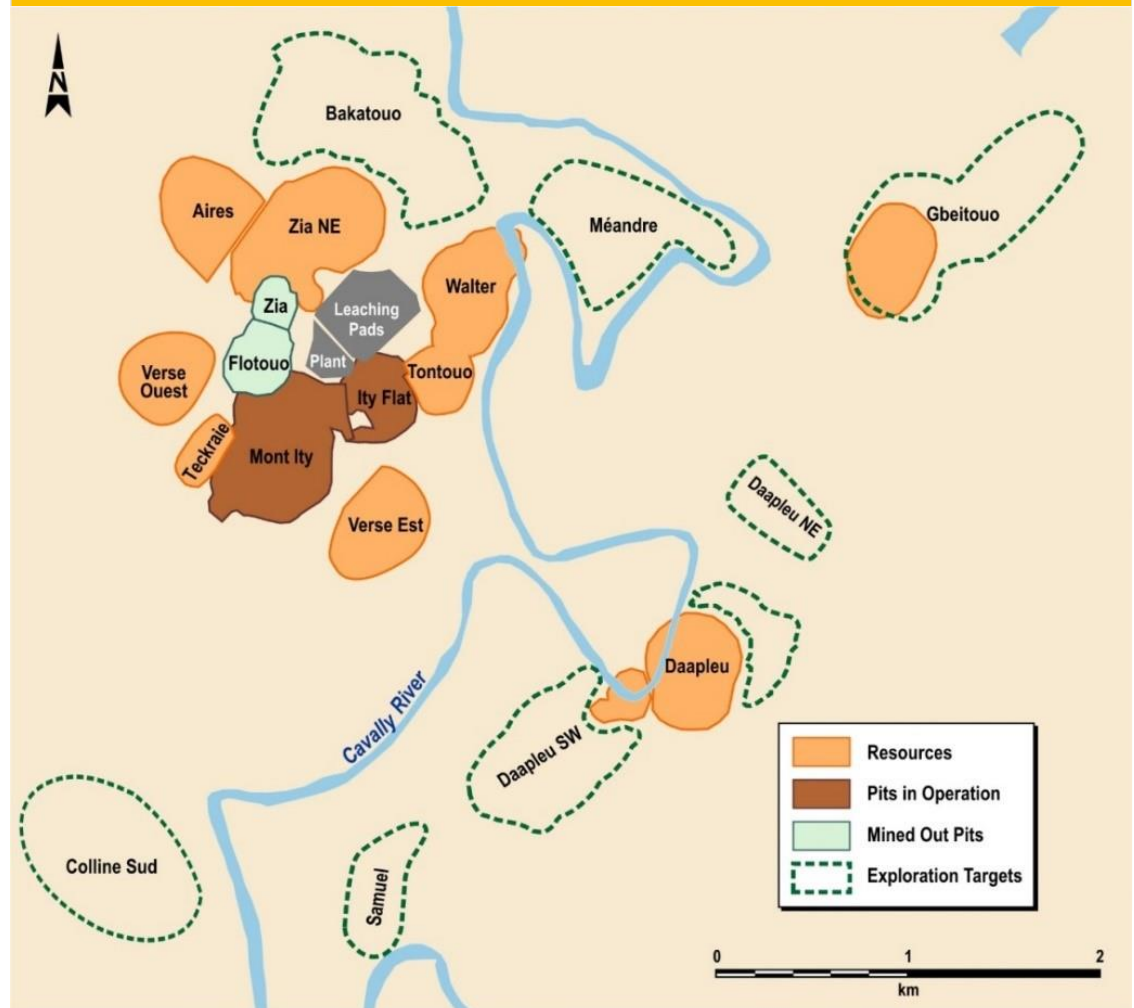 N
Bakatouo
Aires
Zia NE
Méandre
Gbeitouo
Walter
Zia
Leaching
Pads
Plant
Flotouo
Verse
Ouest
Tontouo
Ity Flat
Teckraie
Mont Ity
Verse Est
Daapleu NE
Daapleu
Cavally River
Daapleu SW
Colline Sud
Samuel
Resources
Pits in Operation
Mined Out Pits
Exploration Targets
0 1 2
km